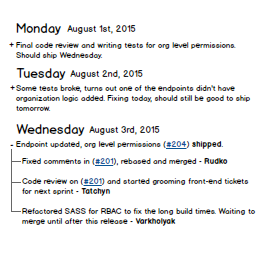 Monday August 1st, 2015
+ Final code review and writing tests for org level permissions.
Should ship Wednesday.
Tuesday August 2nd, 2015
+ Some tests broke, turns out one of the endpoints didn't have
organization logic added. Fixing today, should still be good to ship
tomorrow.
Wednesday August 3rd, 2015
- Endpoint updated, org level permissions (#204) shipped.
Fixed comments in (#201), rebased and merged - Rudko
Code review on (#201) and started grooming front-end tickets
for next sprint - Tatchyn
Refactored SASS for RBAC to fix the long build times. Waiting to
merge until after this release - Varkholyak